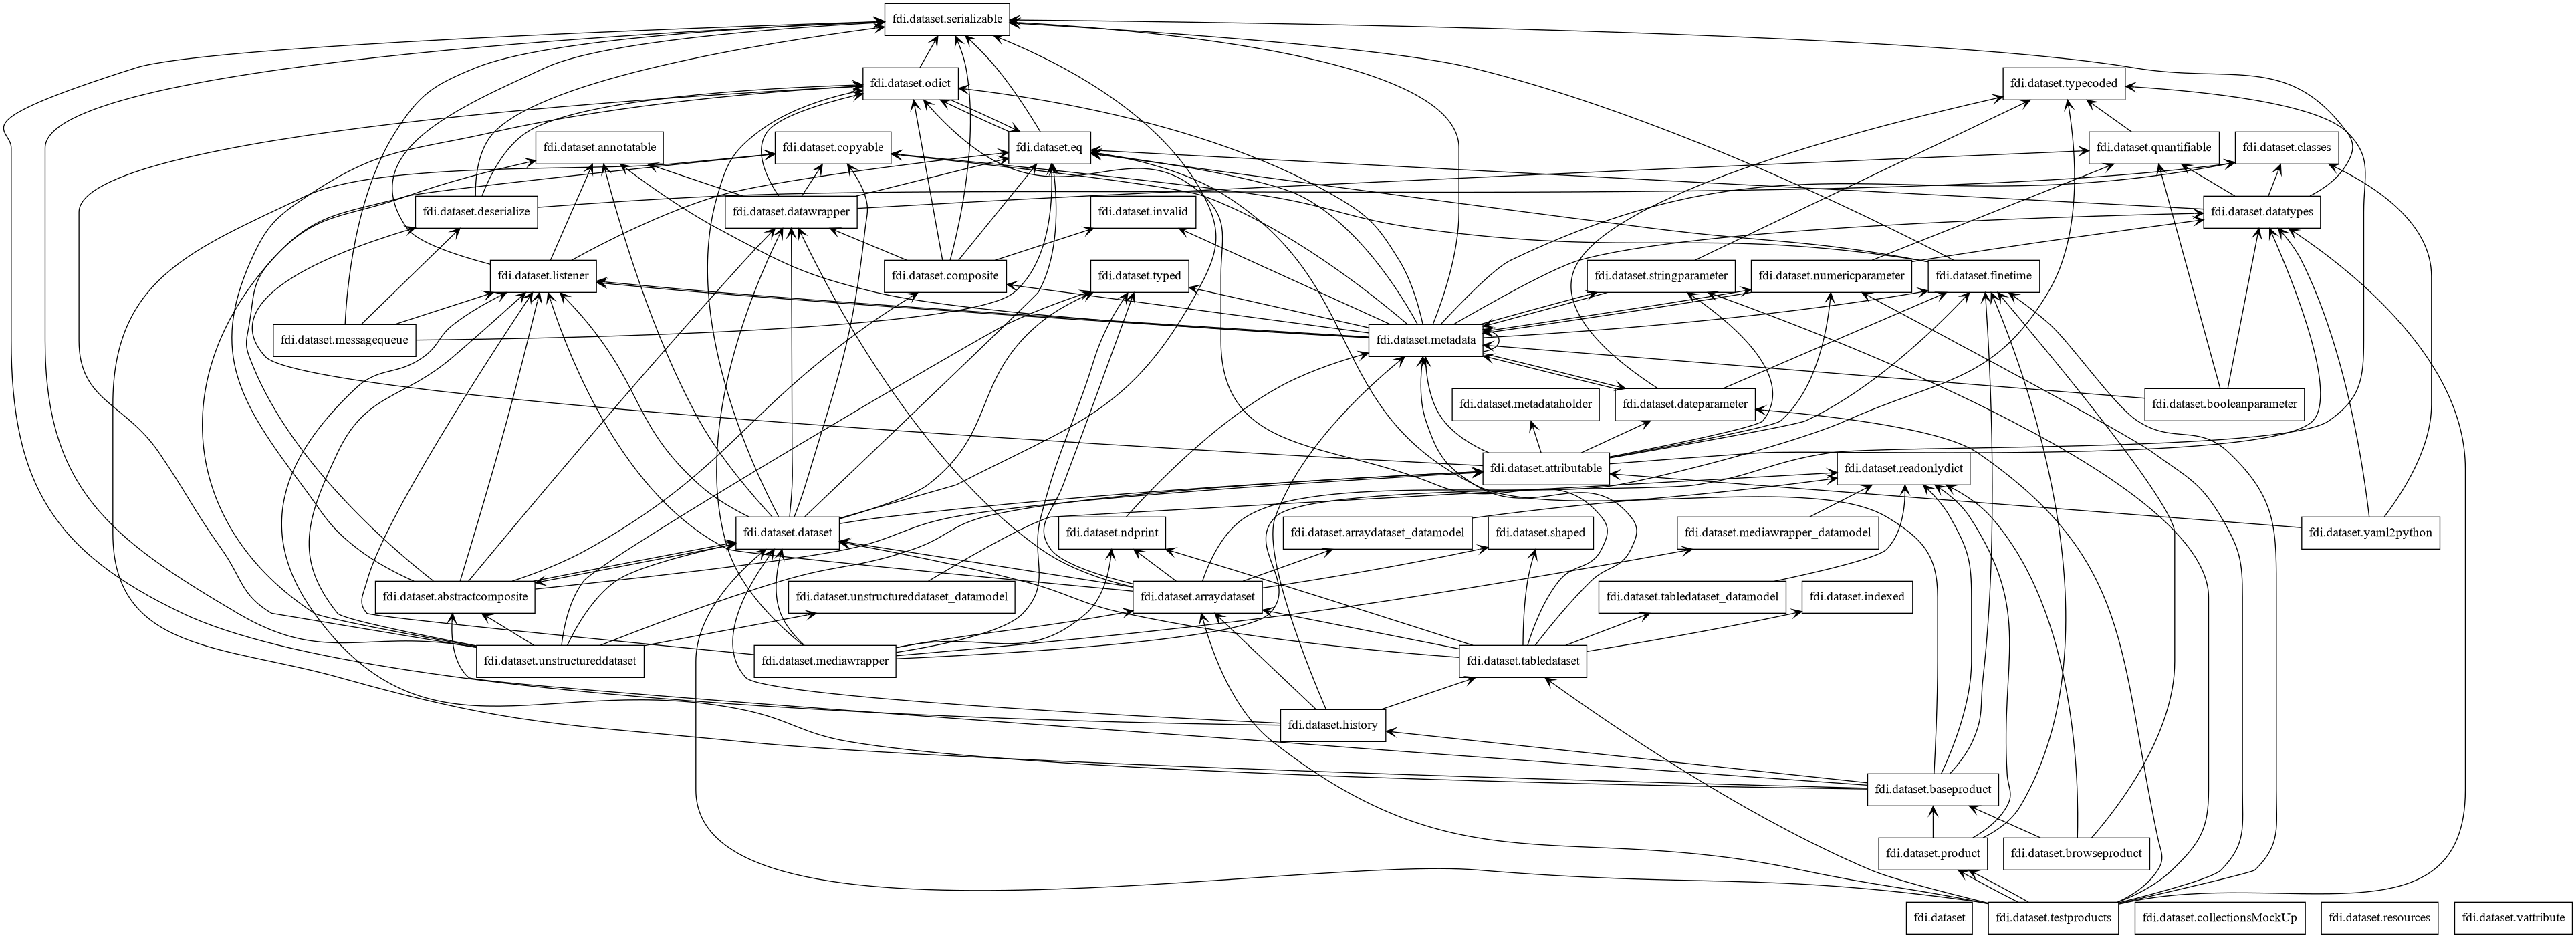 fdi.dataset.serializable
fdi.dataset.odict
fdi.dataset.typecoded
fdi.dataset.annotatable
fdi.dataset.copyable
fdi.dataset.eq
fdi.dataset.quantifiable
fdi.dataset.classes
fdi.dataset.deserialize
fdi.dataset.datawrapper
fdi.dataset.invalid
fdi.dataset.datatypes
fdi.dataset.listener
fdi.dataset.composite
fdi.dataset.typed
fdi.dataset.stringparameter
fdi.dataset.numericparameter
fdi.dataset.finetime
fdi.dataset.messagequeue
fdi.dataset.metadata
fdi.dataset.metadataholder
fdi.dataset.dateparameter
fdi.dataset.booleanparameter
fdi.dataset.attributable
fdi.dataset.readonlydict
fdi.dataset.dataset
fdi.dataset.ndprint
fdi.dataset.arraydataset_datamodel
fdi.dataset.shaped
fdi.dataset.mediawrapper_datamodel
fdi.dataset.yaml2python
fdi.dataset.abstractcomposite
fdi.dataset.unstructureddataset_datamodel
fdi.dataset.arraydataset
fdi.dataset.tabledataset_datamodel
fdi.dataset.indexed
fdi.dataset.unstructureddataset
fdi.dataset.mediawrapper
fdi.dataset.tabledataset
fdi.dataset.history
fdi.dataset.baseproduct
fdi.dataset.product
fdi.dataset.browseproduct
fdi.dataset
fdi.dataset.testproducts
fdi.dataset.collectionsMockUp
fdi.dataset.resources
fdi.dataset.vattribute